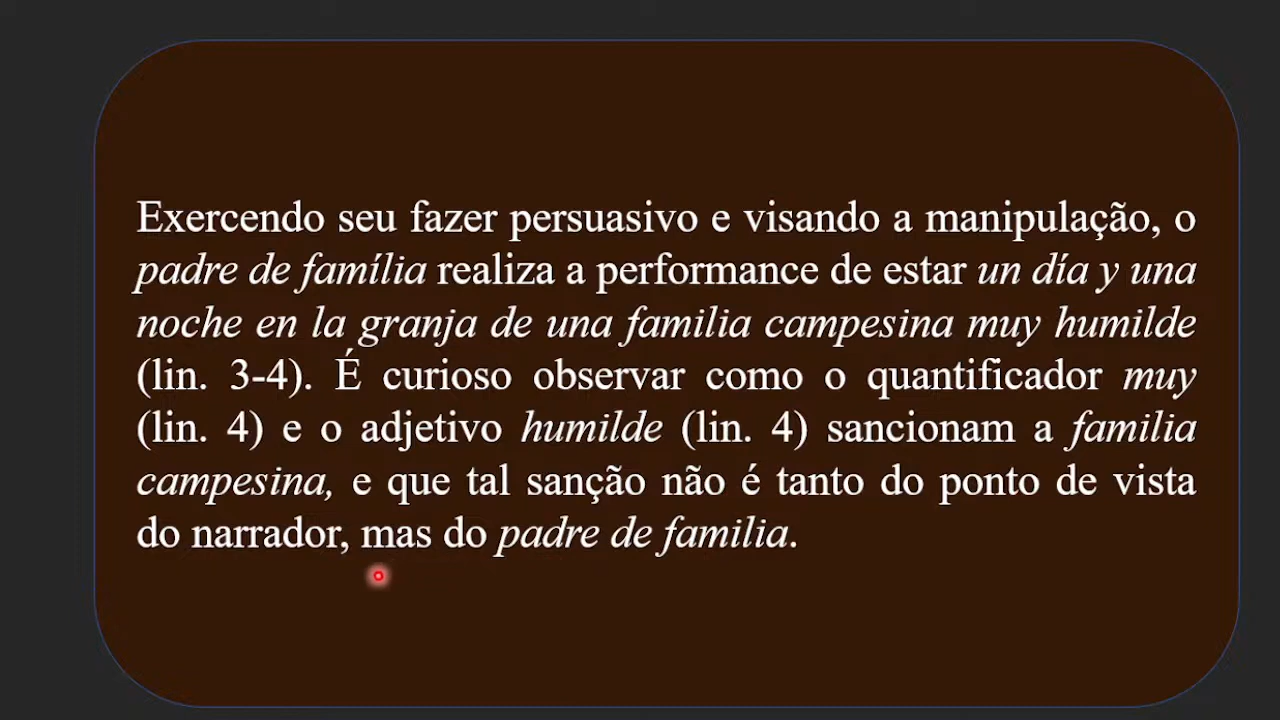 Exercendo seu fazer persuasivo e visando a manipulação, o
padre de família realiza a performance de estar un día y una
noche en la granja de una familia campesina muy humilde
(lin. 3-4). É curioso observar como o quantificador muy
(lin. 4) e o adjetivo humilde (lin. 4) sancionam a familia
campesina, e que tal sanção não é tanto do ponto de vista
do narrador, mas do padre de familia.